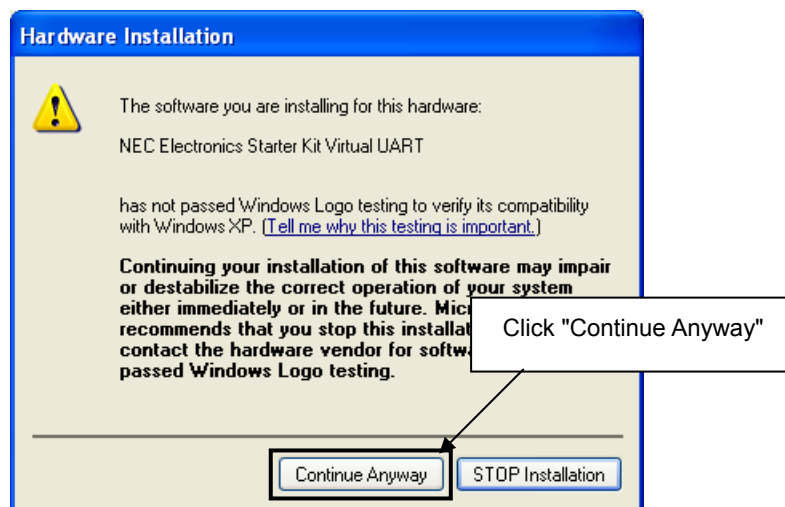 Hardware Installation
The software you are installing for this hardware:
NEC Electronics Starter Kit Virtual UART
has not passed Windows Logo testing to verify its compatibility
with Windows XP. (Tell me why this testing is important.)
Continuing your installation of this software may impair
or destabilize the correct operation of your system
either immediately or in the future. Mic
recommends that you stop this installat
contact the hardware vendor for softw
passed Windows Logo testing.
Click "Continue Anyway"
Continue Anyway
STOP Installation